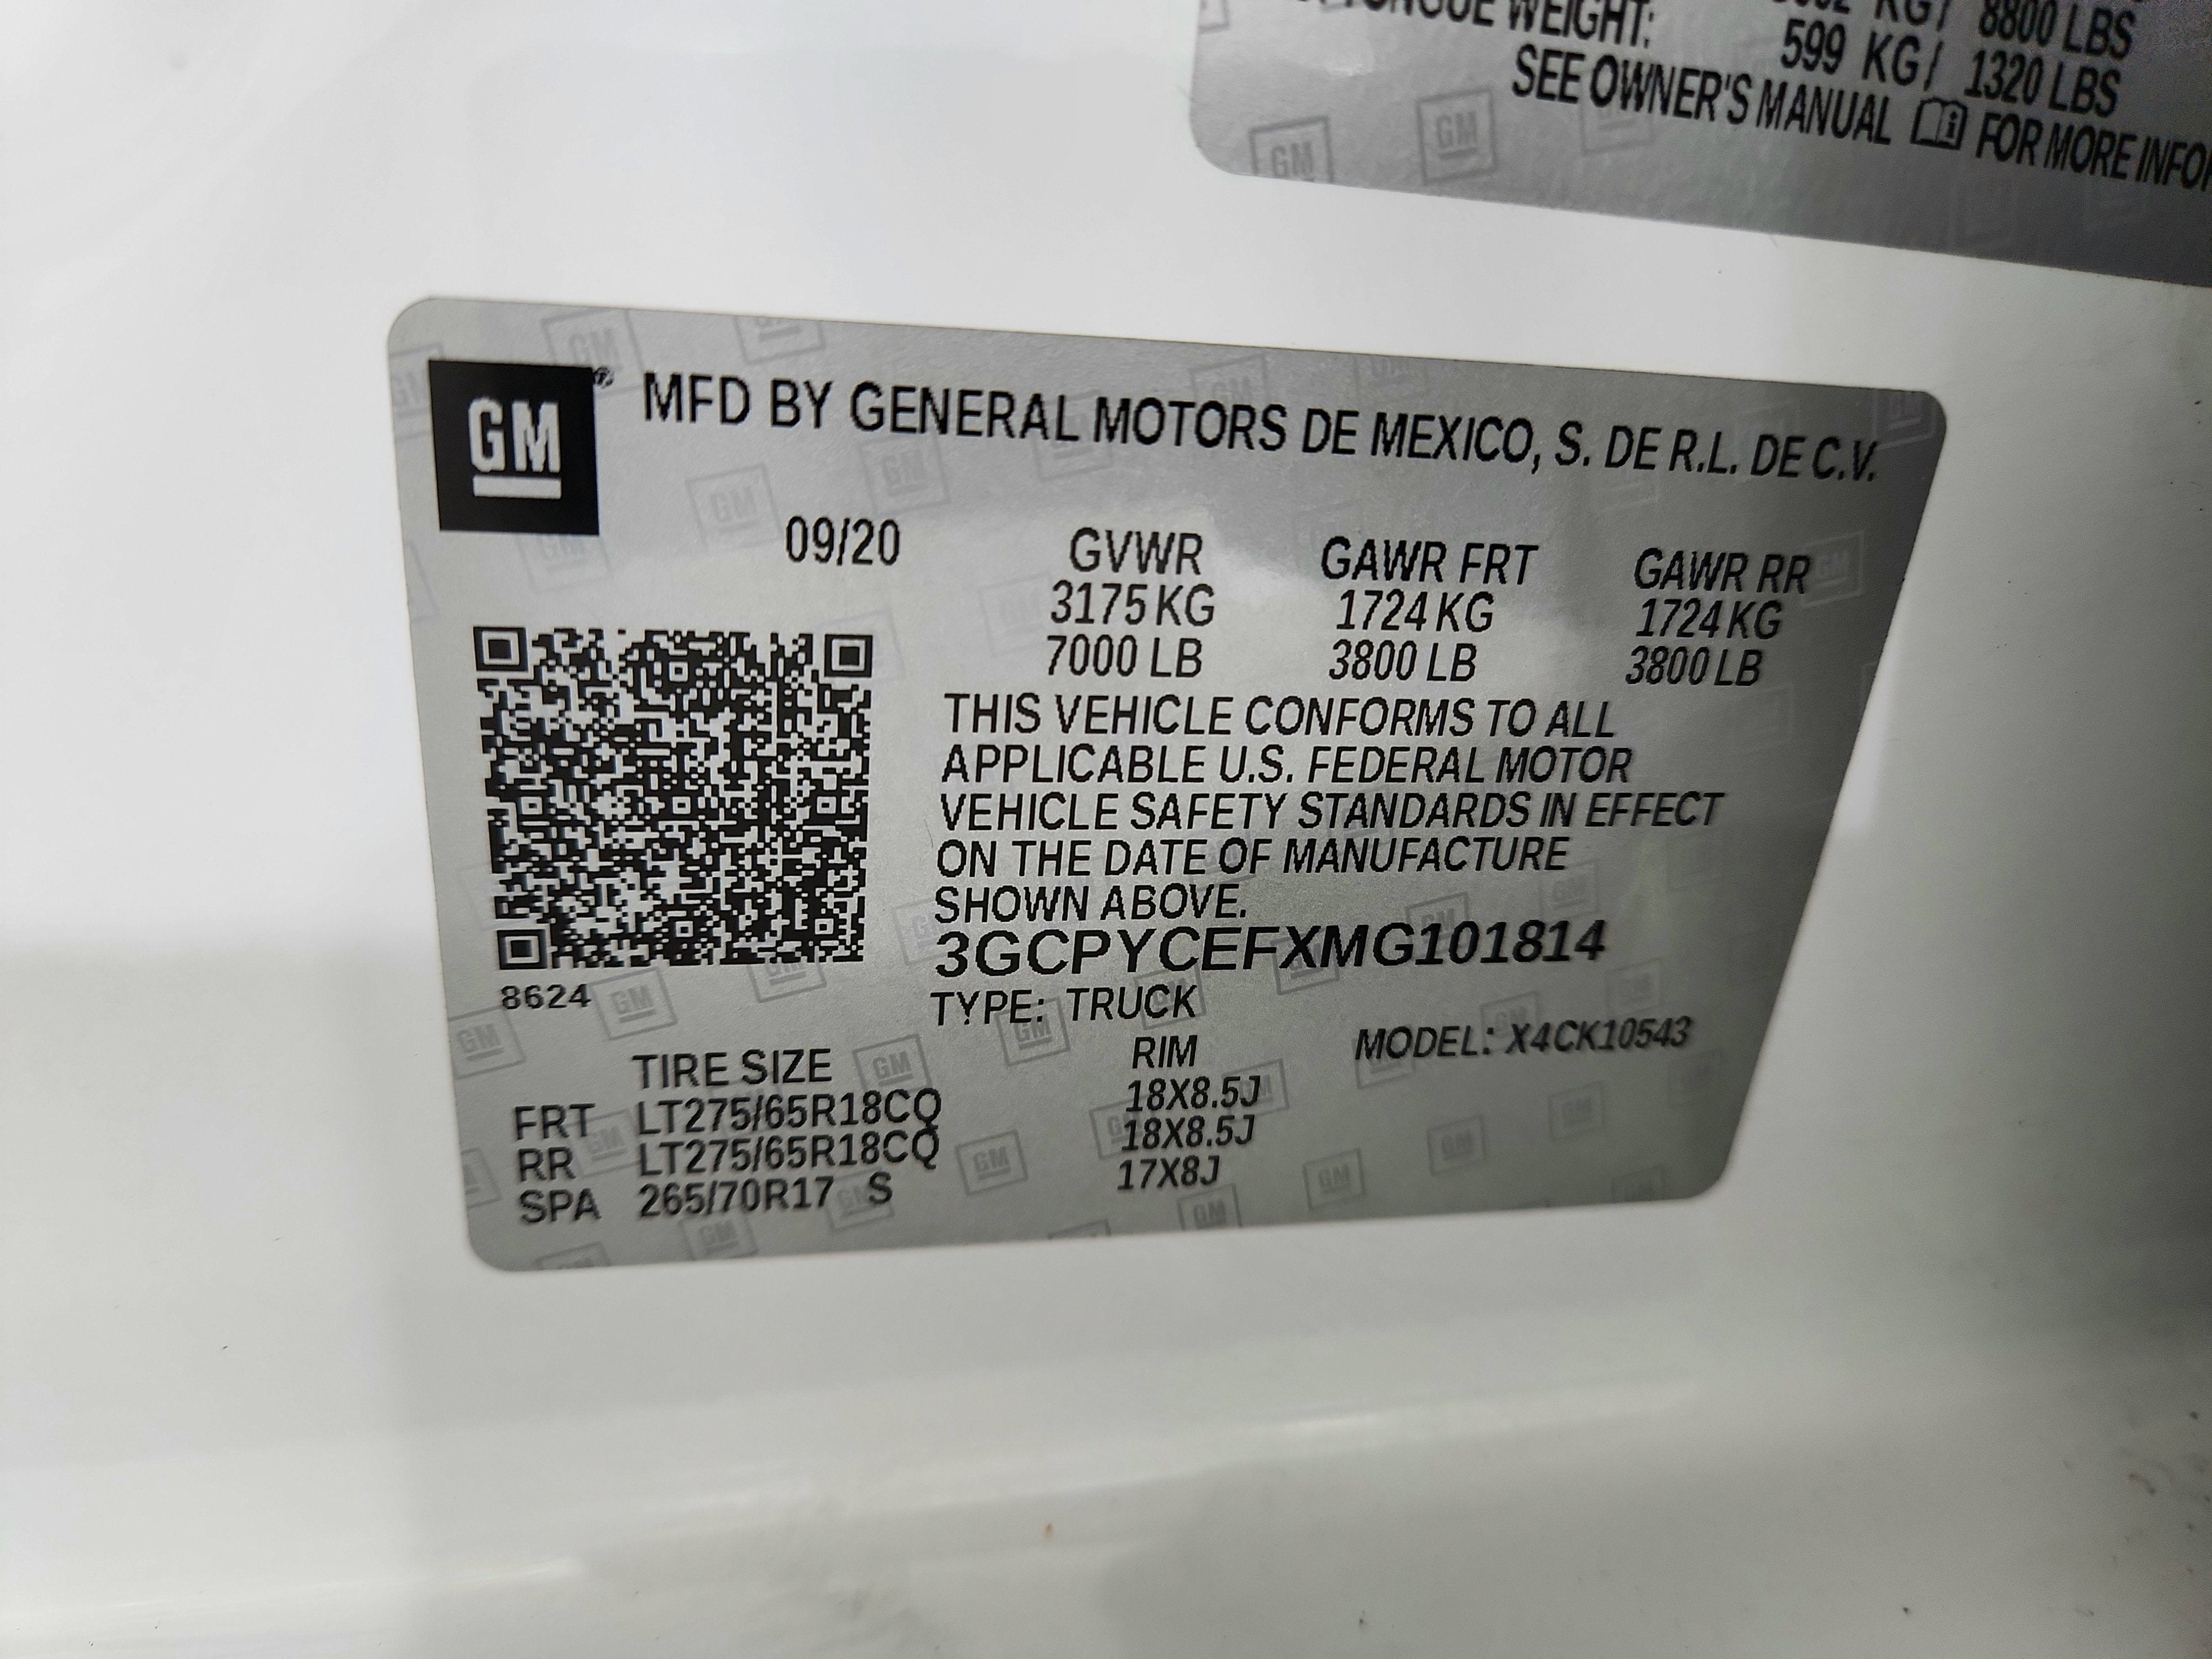 WEIGHT:
KG/ 8800 LBS
599 KG/ 1320 LBS
SEE OWNER'S MANUAL FOR MORE
GM
MFD BY GENERAL MOTORS DE MEXICO, S. DE R.L. DE C.V.
09/20
GVWR GAWR FRT GAWR RR
3175 KG 1724 KG 1724 KG
7000 LB 3800 LB 3800 LB
THIS VEHICLE CONFORMS TO ALL
APPLICABLE U.S. FEDERAL MOTOR
VEHICLE SAFETY STANDARDS IN EFFECT
ON THE DATE OF MANUFACTURE
SHOWN ABOVE.
3GCPYCEFXMG101814
8624
TYPE: TRUCK
MODEL: X4CK10543
TIRE SIZE RIM
FRT LT275/65R18CQ 18X8.5J
RR LT275/65R18CQ 18X8.5J
SPA 265/70R17 S 17X8J